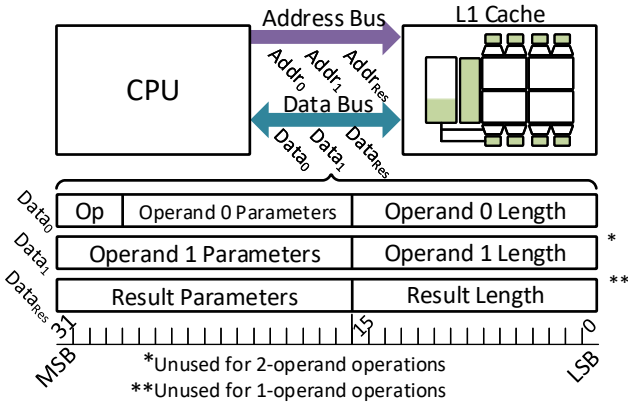 Address Bus
L1 Cache
CPU
Addr0 Addr1 AddrRes
Data Bus
Data0 Data1 DataRes
Data0 Op Operand 0 Parameters Operand 0 Length
Data1 Operand 1 Parameters Operand 1 Length *
DataRes Result Parameters Result Length **
31 15 0
MSB LSB
*Unused for 2-operand operations
**Unused for 1-operand operations